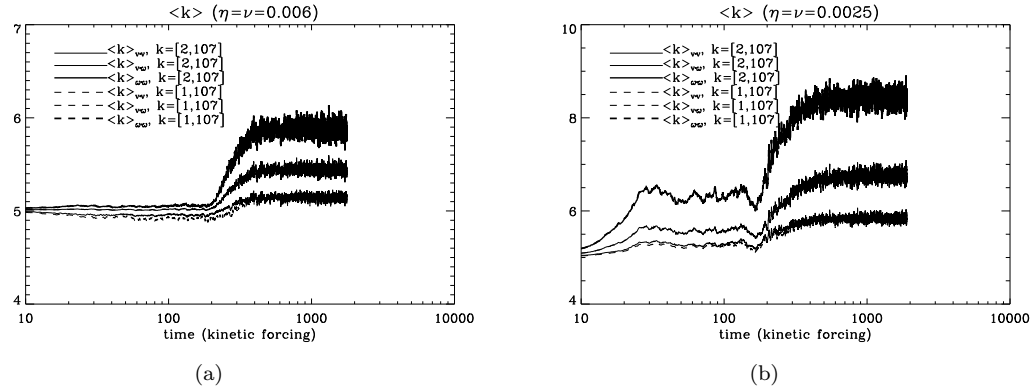 <k> (η=ν=0.006)
7
6
5
4
<k>vv, k=[2,107]
<k>vω, k=[2,107]
<k>ωω, k=[2,107]
<k>vv, k=[1,107]
<k>vω, k=[1,107]
<k>ωω, k=[1,107]
10 100 1000 10000
time (kinetic forcing)
(a)
<k> (η=ν=0.0025)
10
8
6
4
<k>vv, k=[2,107]
<k>vω, k=[2,107]
<k>ωω, k=[2,107]
<k>vv, k=[1,107]
<k>vω, k=[1,107]
<k>ωω, k=[1,107]
10 100 1000 10000
time (kinetic forcing)
(b)